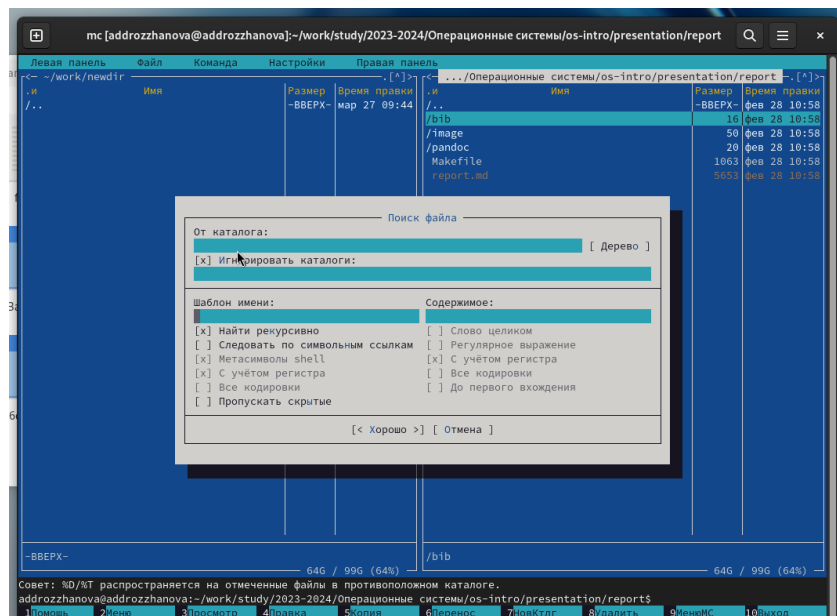 mc [addrozzhanova@addrozzhanova]:~/work/study/2023-2024/Операционные системы/os-intro/presentation/report
Левая панель Файл Команда Настройки Правая панель
<— ~/work/newdir .[^]>
.и Имя Размер Время правки
/.. -ВВЕРХ- мар 27 09:44
<— .../Операционные системы/os-intro/presentation/report .[^]>
.и Имя Размер Время правки
/.. -ВВЕРХ- фев 28 10:58
/bib 16 фев 28 10:58
/image 50 фев 28 10:58
/pandoc 20 фев 28 10:58
Makefile 1063 фев 28 10:58
report.md 5653 фев 28 10:58
Поиск файла
От каталога:
[ Дерево ]
[x] Игнорировать каталоги:
Шаблон имени: Содержимое:
[x] Найти рекурсивно [ ] Слово целиком
[ ] Следовать по символьным ссылкам [ ] Регулярное выражение
[x] Метасимволы shell [x] С учётом регистра
[x] С учётом регистра [ ] Все кодировки
[ ] Все кодировки [ ] До первого вхождения
[ ] Пропускать скрытые
[< Хорошо >] [ Отмена ]
-ВВЕРХ- /bib
64G / 99G (64%) 64G / 99G (64%)
Совет: %D/%T распространяется на отмеченные файлы в противоположном каталоге.
addrozzhanova@addrozzhanova:~/work/study/2023-2024/Операционные системы/os-intro/presentation/report$
1Помощь 2Меню 3Просмотр 4Правка 5Копия 6Перенос 7НовКтлг 8Удалить 9МенюМС 10Выход